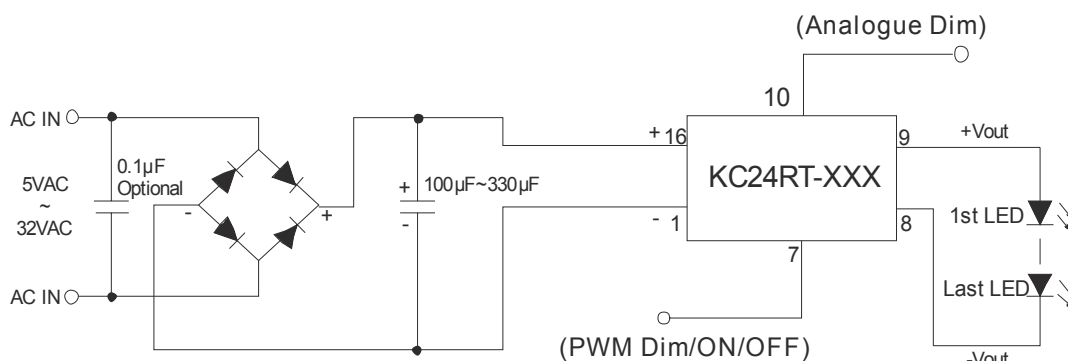 (Analogue Dim)
10
AC IN
0.1µF
Optional
5VAC
~
32VAC
-
+
+
100µF~330µF
-
+
16
-
1
KC24RT-XXX
9
8
7
+Vout
1st LED
Last LED
-Vout
AC IN
(PWM Dim/ON/OFF)